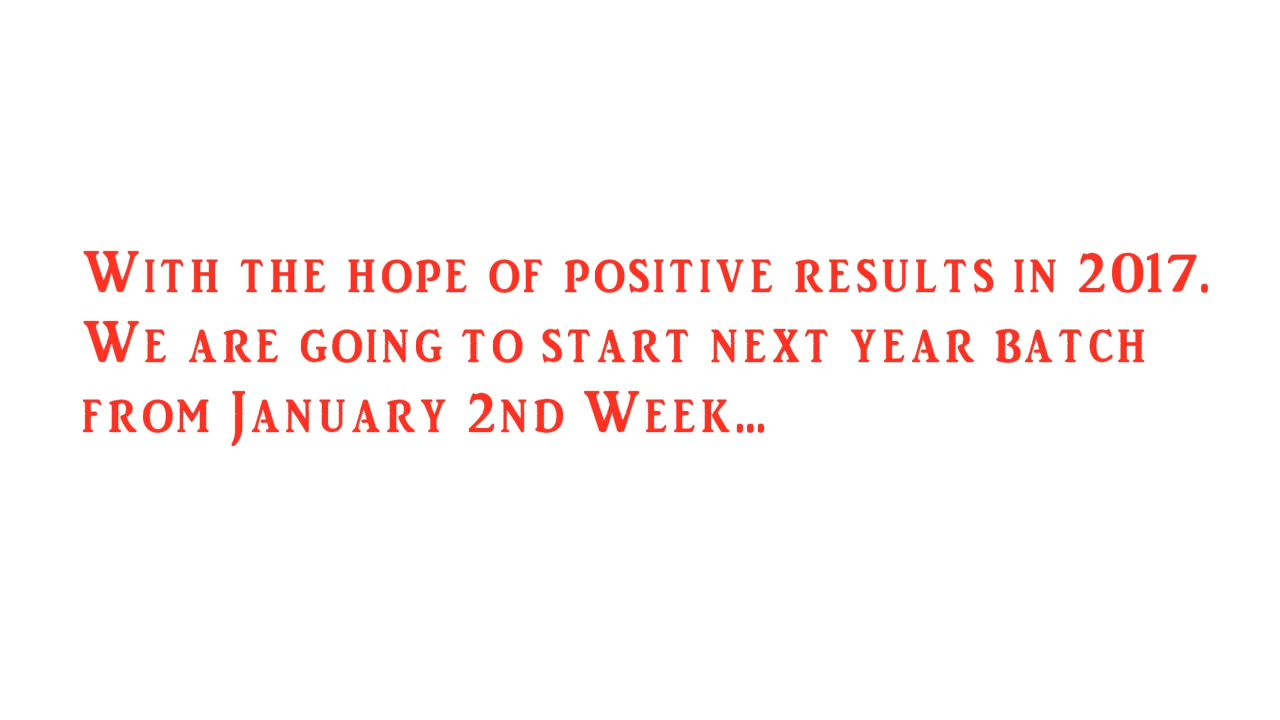 With the hope of positive results in 2017.
We are going to start next year batch
from January 2nd Week...